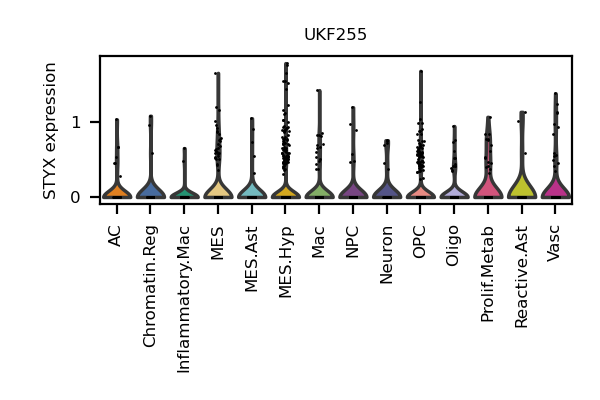 UKF255
STYX expression
1
0
AC
Chromatin.Reg
Inflammatory.Mac
MES
MES.Ast
MES.Hyp
Mac
NPC
Neuron
OPC
Oligo
Prolif.Metab
Reactive.Ast
Vasc